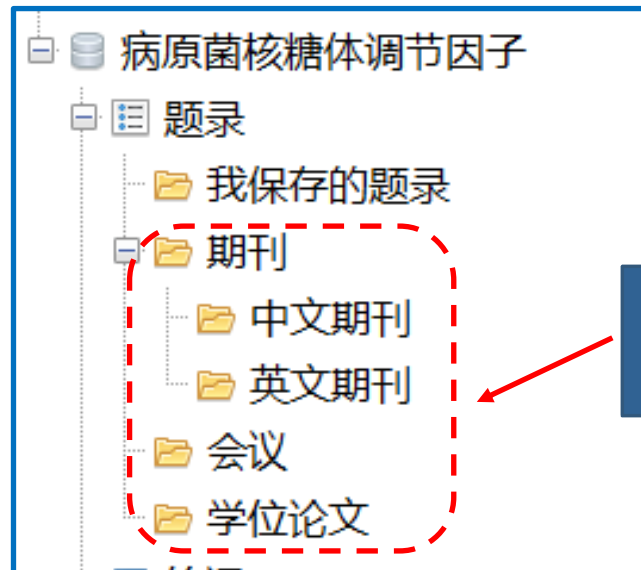 病原菌核糖体调节因子
题录
我保存的题录
期刊
中文期刊
英文期刊
会议
学位论文